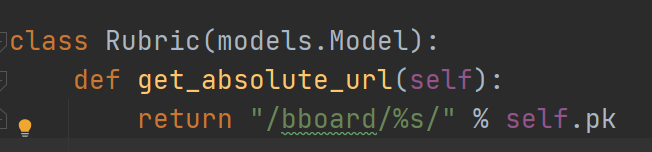 class Rubric(models.Model):
    def get_absolute_url(self):
        return "/bboard/%s/" % self.pk